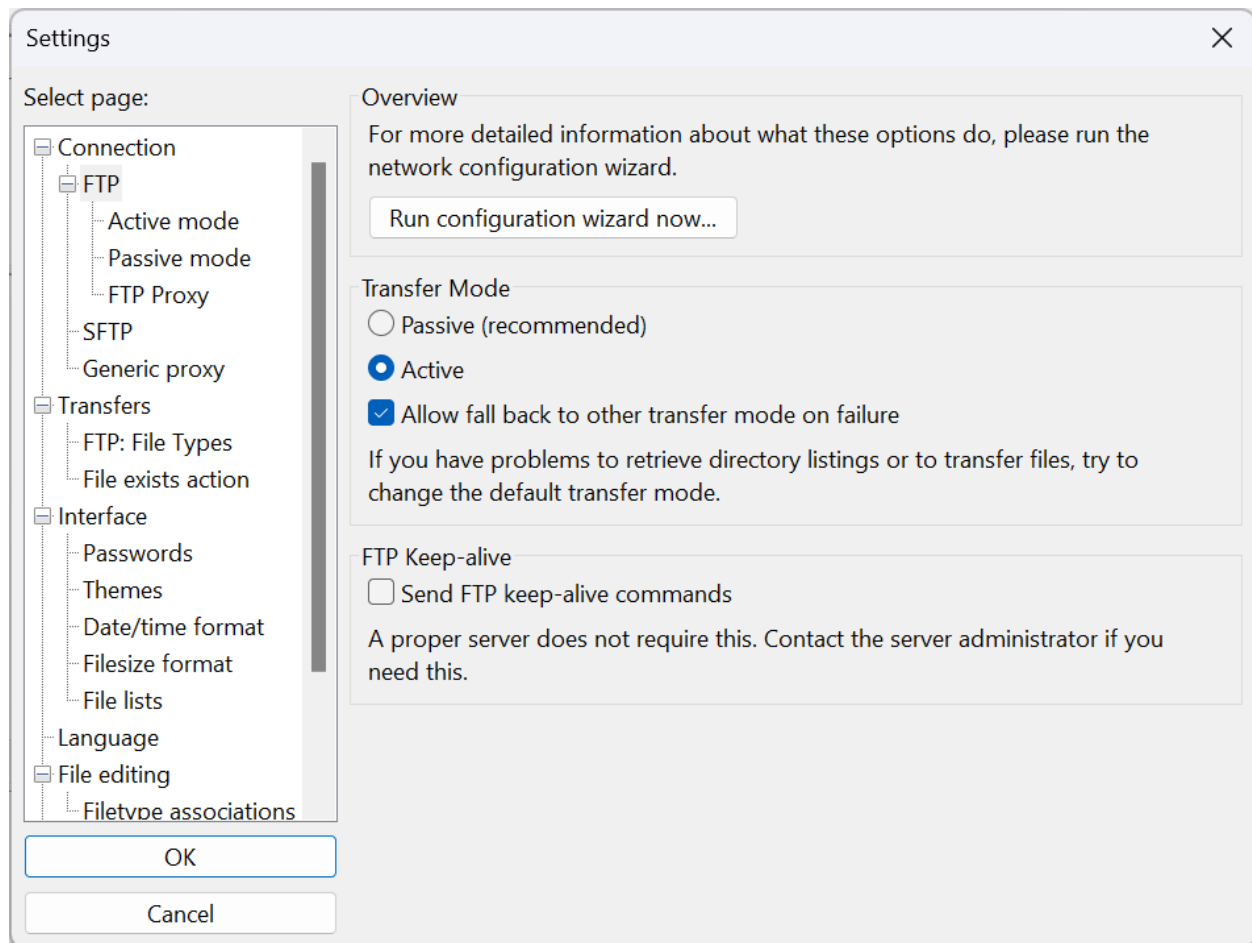 Settings
Select page:
Connection
FTP
Active mode
Passive mode
FTP Proxy
SFTP
Generic proxy
Transfers
FTP: File Types
File exists action
Interface
Passwords
Themes
Date/time format
Filesize format
File lists
Language
File editing
Filetype associations
OK
Cancel
Overview
For more detailed information about what these options do, please run the
network configuration wizard.
Run configuration wizard now...
Transfer Mode
Passive (recommended)
Active
Allow fall back to other transfer mode on failure
If you have problems to retrieve directory listings or to transfer files, try to
change the default transfer mode.
FTP Keep-alive
Send FTP keep-alive commands
A proper server does not require this. Contact the server administrator if you
need this.